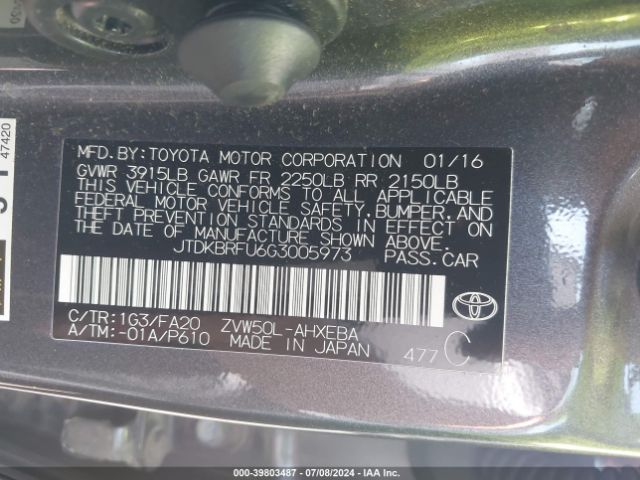 47420
MFD.BY:TOYOTA MOTOR CORPORATION 01/16
GVWR 3915LB GAWR FR 2250LB RR 2150LB
THIS VEHICLE CONFORMS TO ALL APPLICABLE
FEDERAL MOTOR VEHICLE SAFETY,BUMPER,AND
THEFT PREVENTION STANDARDS IN EFFECT ON
THE DATE OF MANUFACTURE SHOWN ABOVE.
JTDKBRFU6G3005973 PASS.CAR
C/TR:1G3/FA20 ZVW50L-AHXEBA
A/TM:-01A/P610 MADE IN JAPAN 477 C
TOYOTA
000-39803487 - 07/08/2024 - IAA Inc.